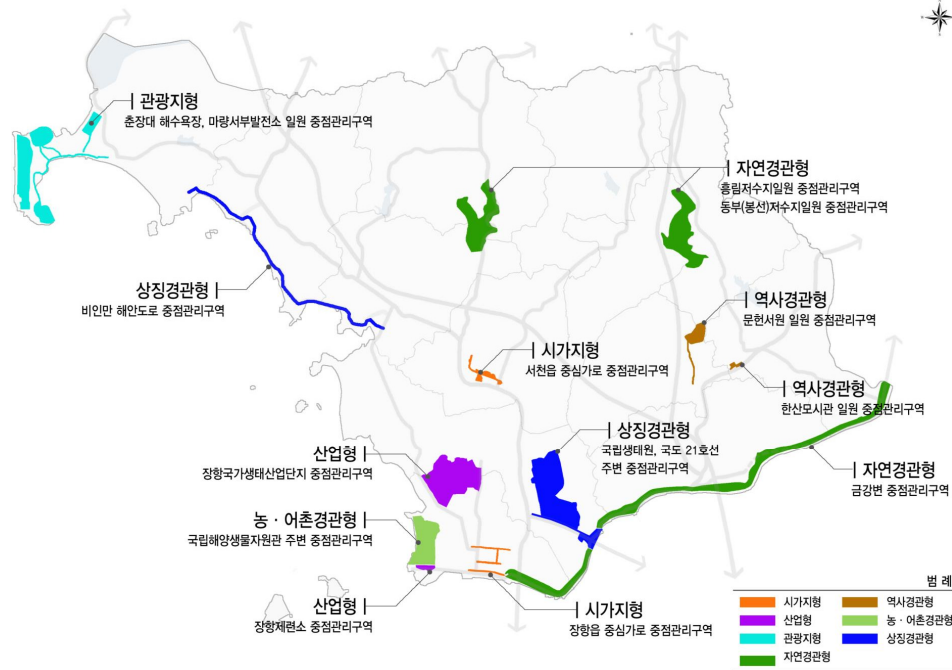 | 관광지형
춘장대 해수욕장, 마량서부발전소 일원 중점관리구역
| 자연경관형
흥림저수지일원 중점관리구역
동부(봉선)저수지일원 중점관리구역
상징경관형 |
비인만 해안도로 중점관리구역
| 역사경관형
문헌서원 일원 중점관리구역
| 시가지형
서천읍 중심가로 중점관리구역
| 역사경관형
한산모시관 일원 중점관리구역
| 상징경관형
국립생태원, 국도 21호선
주변 중점관리구역
산업형 |
장항국가생태산업단지 중점관리구역
| 자연경관형
금강변 중점관리구역
농 · 어촌경관형 |
국립해양생물자원관 주변 중점관리구역
산업형 |
장항제련소 중점관리구역
| 시가지형
장항읍 중심가로 중점관리구역
범 례
시가지형
역사경관형
산업형
농 · 어촌경관형
관광지형
상징경관형
자연경관형